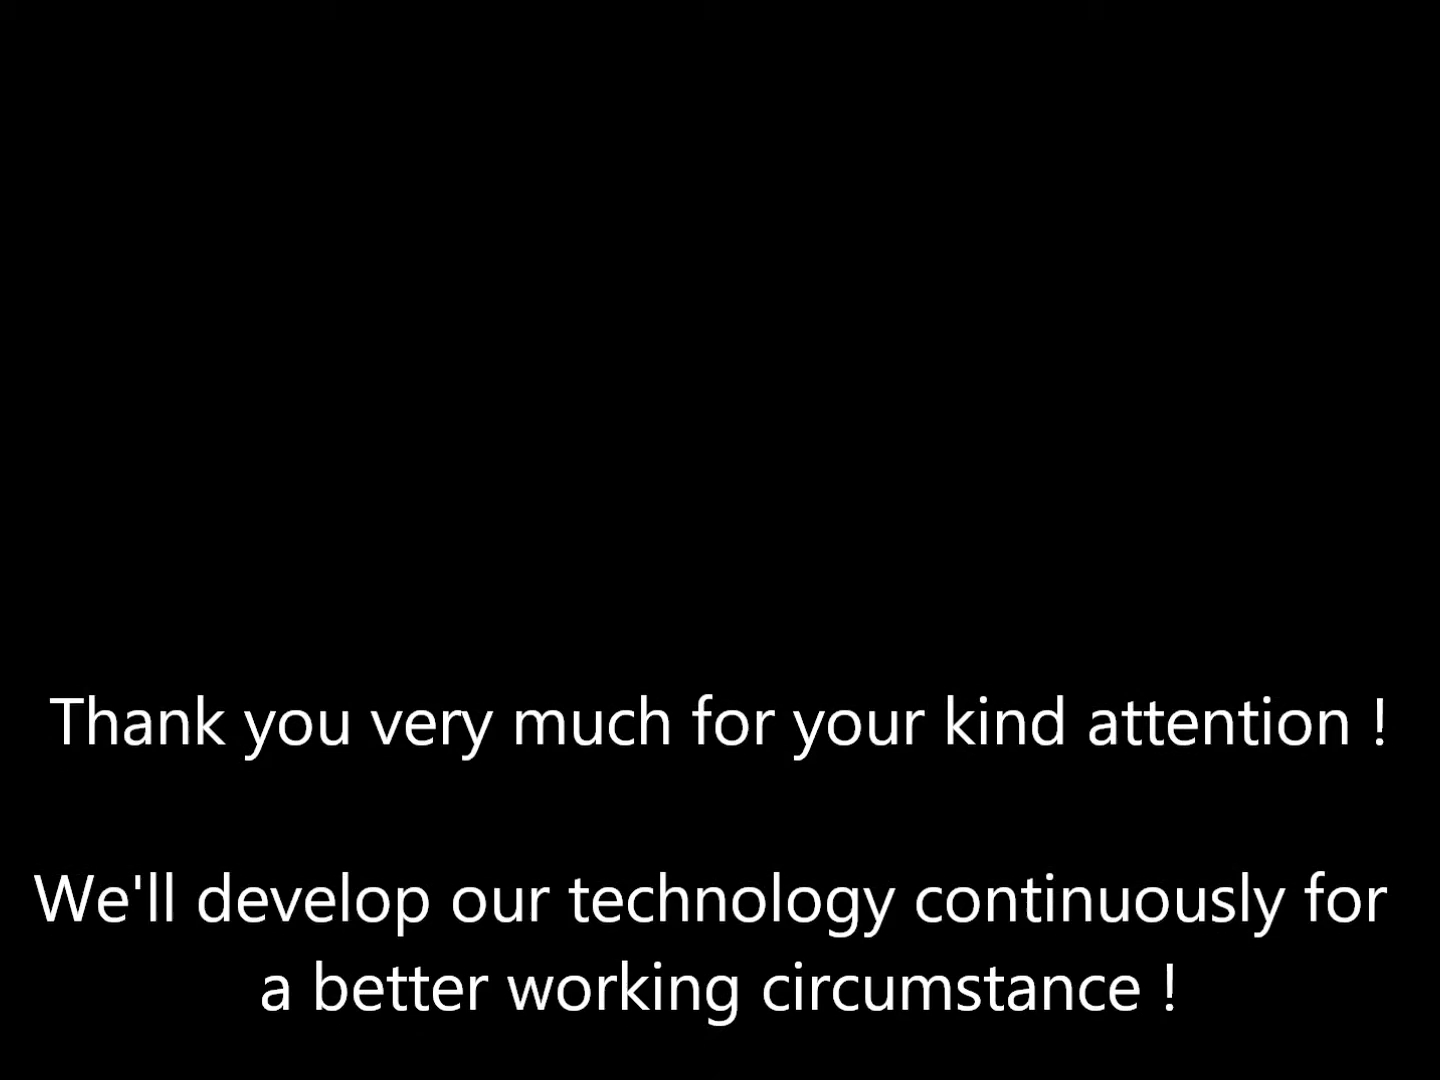 Thank you very much for your kind attention !
We'll develop our technology continuously for
a better working circumstance !